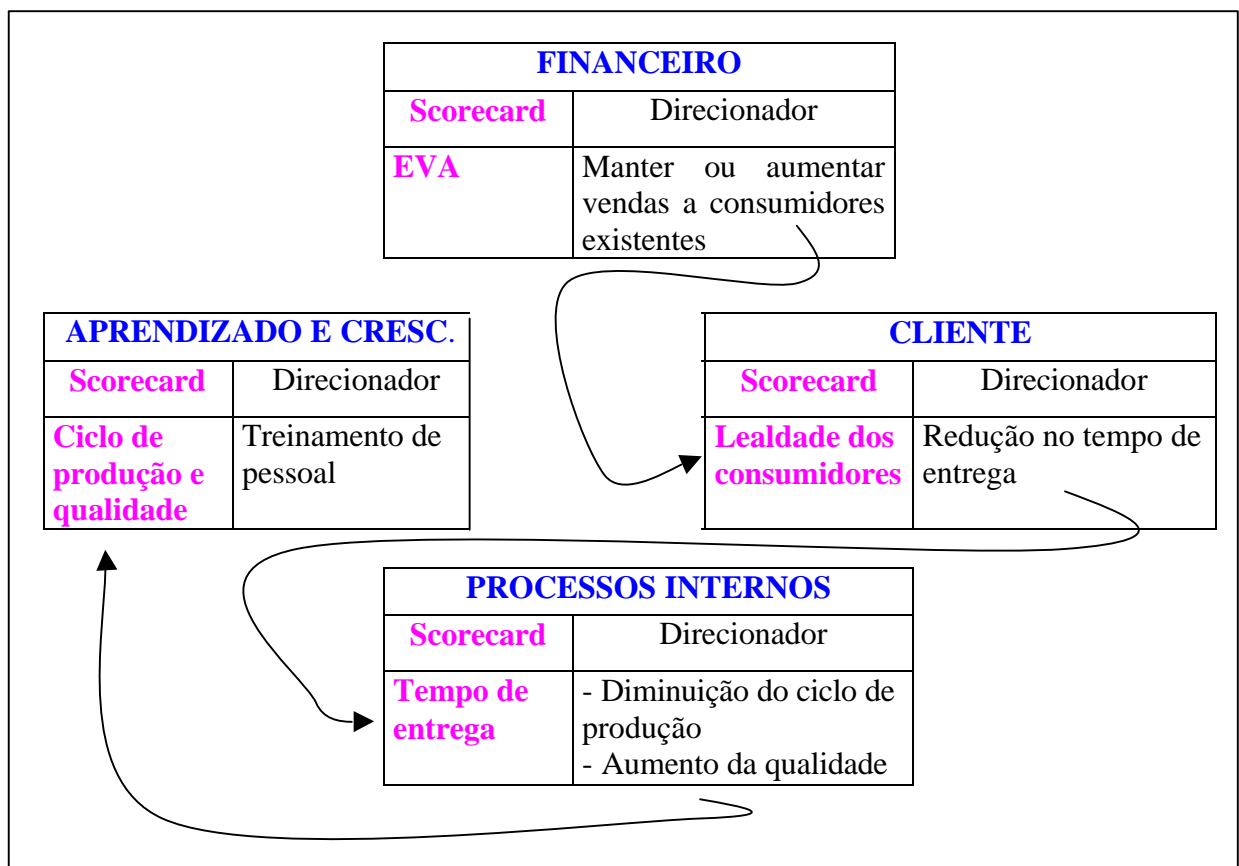 FINANCEIRO
Scorecard Direcionador
EVA Manter ou aumentar
vendas a consumidores
existentes
APRENDIZADO E CRESC.
Scorecard Direcionador
Ciclo de Treinamento de
produção e pessoal
qualidade
CLIENTE
Scorecard Direcionador
Lealdade dos Redução no tempo de
consumidores entrega
PROCESSOS INTERNOS
Scorecard Direcionador
Tempo de - Diminuição do ciclo de
entrega produção
- Aumento da qualidade